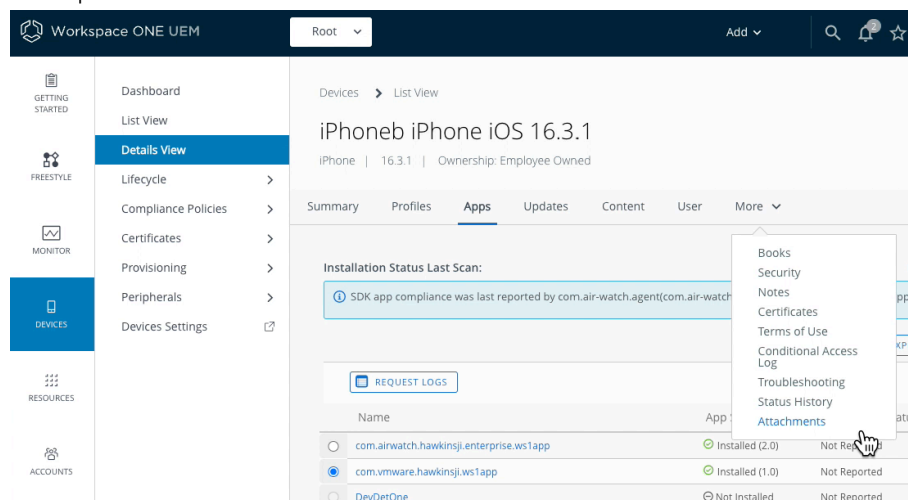 Workspace ONE UEM
Root
Add
2
GETTING
STARTED
FREESTYLE
MONITOR
DEVICES
RESOURCES
ACCOUNTS
Dashboard
List View
Details View
Lifecycle
Compliance Policies
Certificates
Provisioning
Peripherals
Devices Settings
Devices > List View
iPhoneb iPhone iOS 16.3.1
iPhone | 16.3.1 | Ownership: Employee Owned
Summary Profiles Apps Updates Content User More
Books
Security
Notes
Certificates
Terms of Use
Conditional Access
Log
Troubleshooting
Status History
Attachments
Installation Status Last Scan:
SDK app compliance was last reported by com.air-watch.agent(com.air-watch
REQUEST LOGS
Name App
com.airwatch.hawkinsji.enterprise.ws1app Installed (2.0) Not
com.vmware.hawkinsji.ws1app Installed (1.0) Not Reported
DevDetOne Not Installed Not Reported